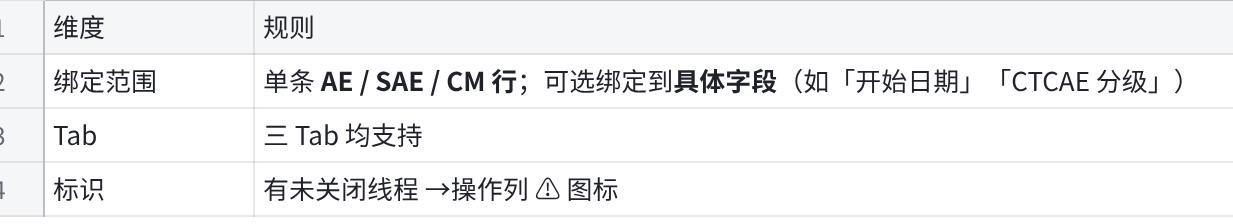 1 维度 规则
2 绑定范围 单条 AE / SAE / CM 行；可选绑定到具体字段（如「开始日期」「CTCAE 分级」）
3 Tab 三 Tab 均支持
4 标识 有未关闭线程 →操作列 ⚠ 图标